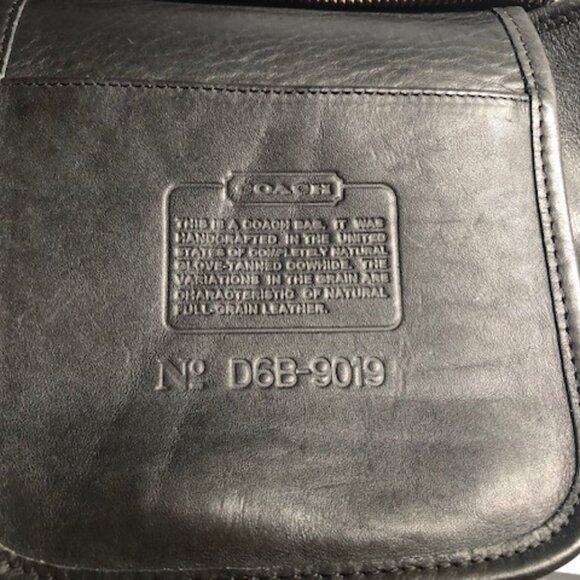 COACH
THIS IS A COACH BAG. IT WAS
HANDCRAFTED IN THE UNITED
STATES OF COMPLETELY NATURAL
GLOVE-TANNED COWHIDE. THE
VARIATIONS IN THE GRAIN ARE
CHARACTERISTIC OF NATURAL
FULL-GRAIN LEATHER.
Nº D6B-9019